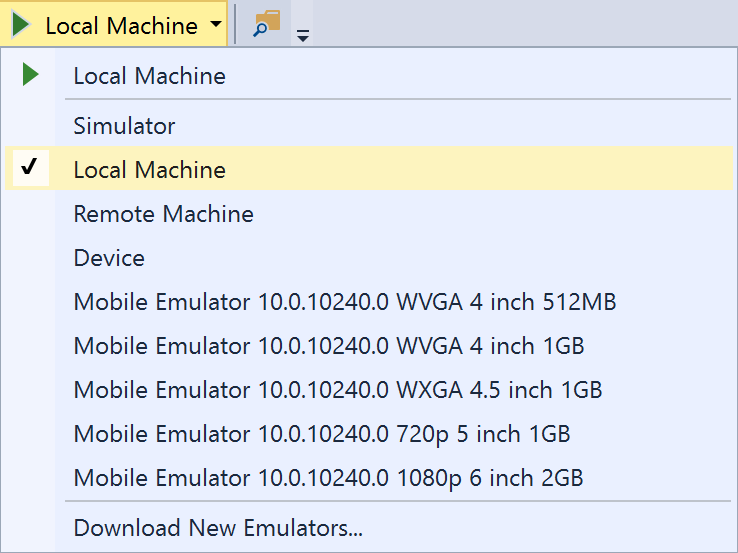 Local Machine
Local Machine
Simulator
Local Machine
Remote Machine
Device
Mobile Emulator 10.0.10240.0 WVGA 4 inch 512MB
Mobile Emulator 10.0.10240.0 WVGA 4 inch 1GB
Mobile Emulator 10.0.10240.0 WXGA 4.5 inch 1GB
Mobile Emulator 10.0.10240.0 720p 5 inch 1GB
Mobile Emulator 10.0.10240.0 1080p 6 inch 2GB
Download New Emulators...